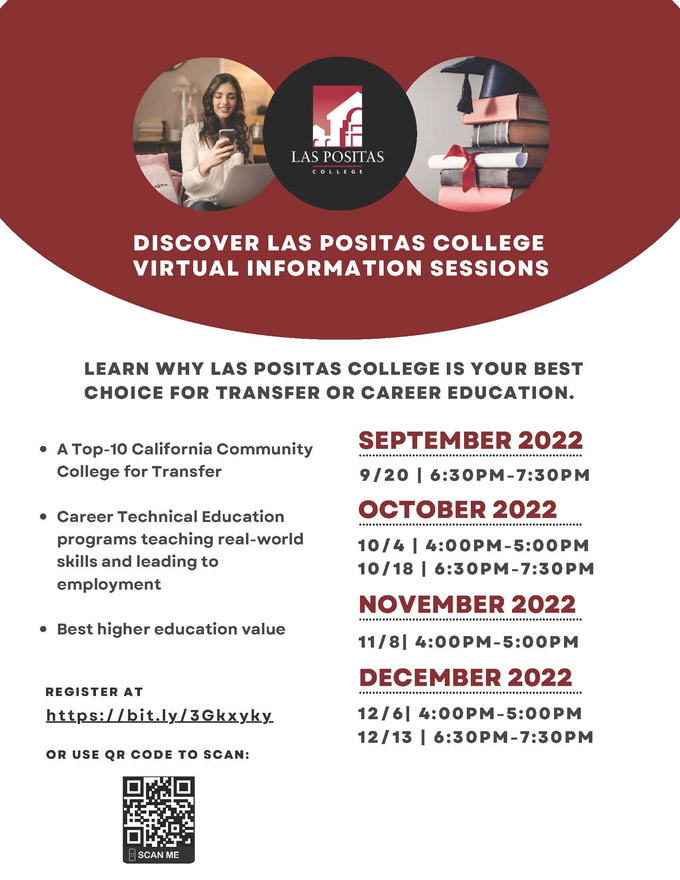 LAS POSITAS
COLLEGE
DISCOVER LAS POSITAS COLLEGE
VIRTUAL INFORMATION SESSIONS
LEARN WHY LAS POSITAS COLLEGE IS YOUR BEST
CHOICE FOR TRANSFER OR CAREER EDUCATION.
• A Top-10 California Community
College for Transfer
• Career Technical Education
programs teaching real-world
skills and leading to
employment
• Best higher education value
REGISTER AT
https://bit.ly/3Gkxyky
OR USE QR CODE TO SCAN:
SCAN ME
SEPTEMBER 2022
9/20 | 6:30PM-7:30PM
OCTOBER 2022
10/4 | 4:00PM-5:00PM
10/18 | 6:30PM-7:30PM
NOVEMBER 2022
11/8| 4:00PM-5:00PM
DECEMBER 2022
12/6| 4:00PM-5:00PM
12/13 | 6:30PM-7:30PM